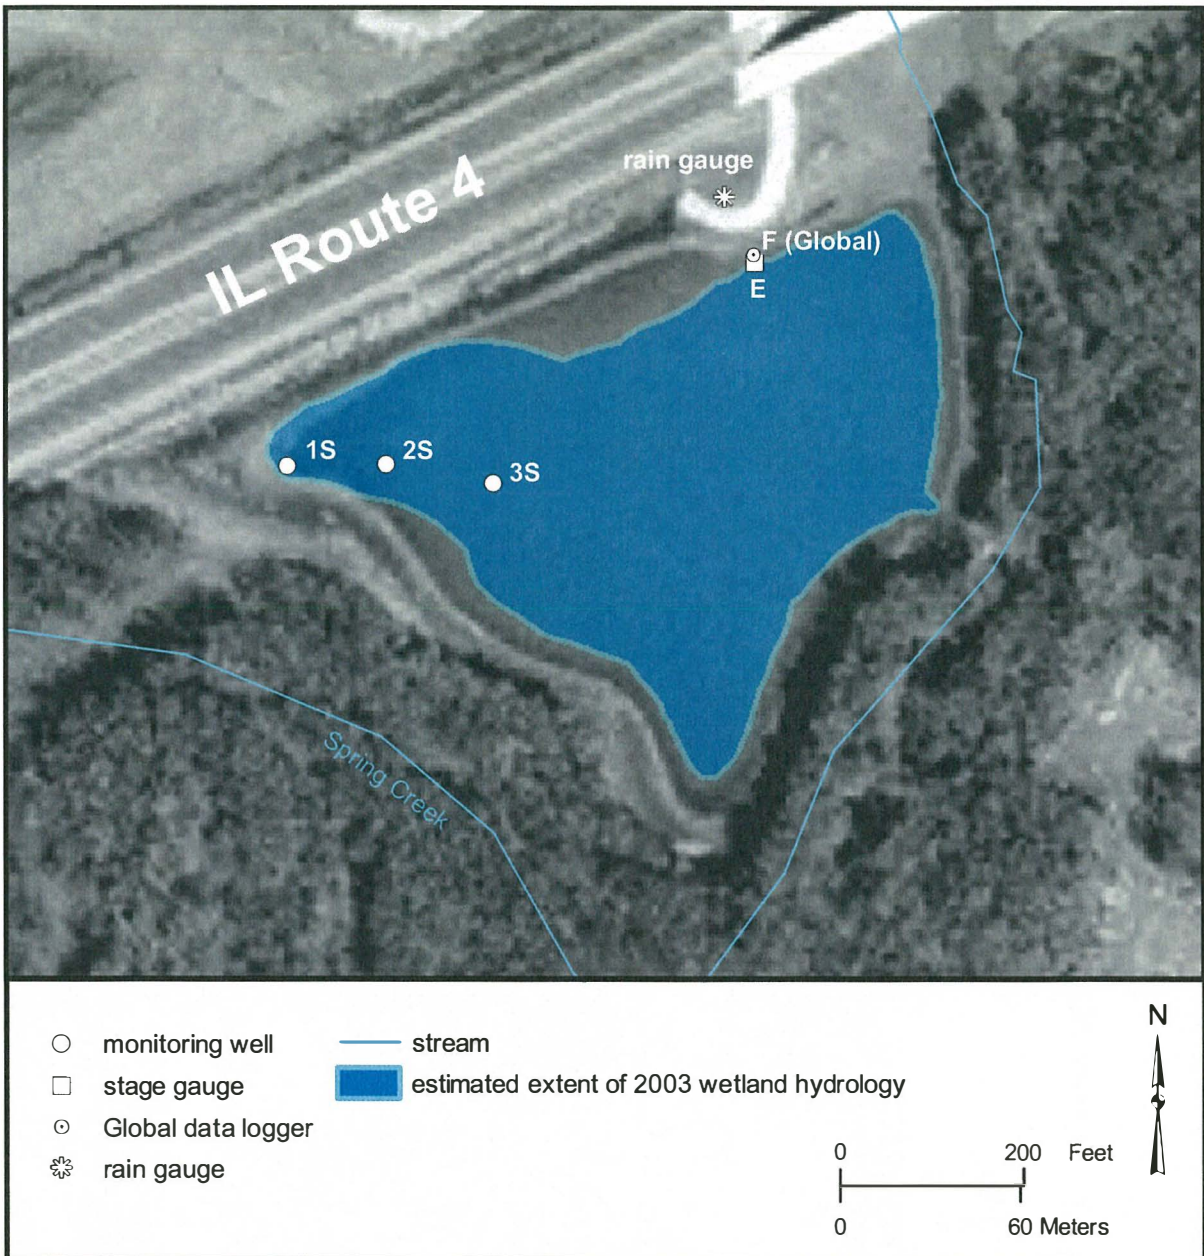 rain gauge
IL Route 4
F (Global)
E
1S
2S
3S
Spring Creek
monitoring well
stage gauge
Global data logger
rain gauge
stream
estimated extent of 2003 wetland hydrology
N
0 200 Feet
0 60 Meters